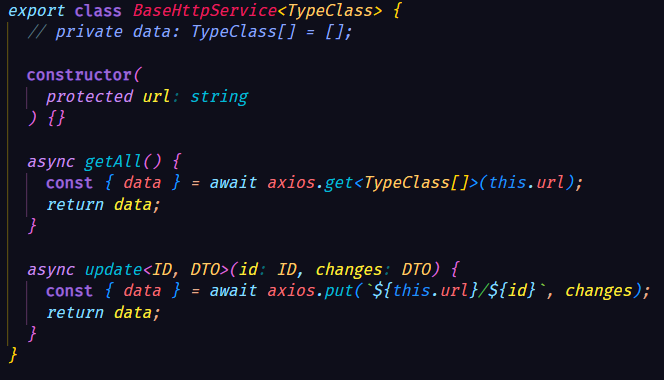 export class BaseHttpService<TypeClass> {
// private data: TypeClass[] = [];
constructor(
protected url: string
) {}
async getAll() {
const { data } = await axios.get<TypeClass[]>(this.url);
return data;
}
async update<ID, DTO>(id: ID, changes: DTO) {
const { data } = await axios.put(`${this.url}/${id}`, changes);
return data;
}
}